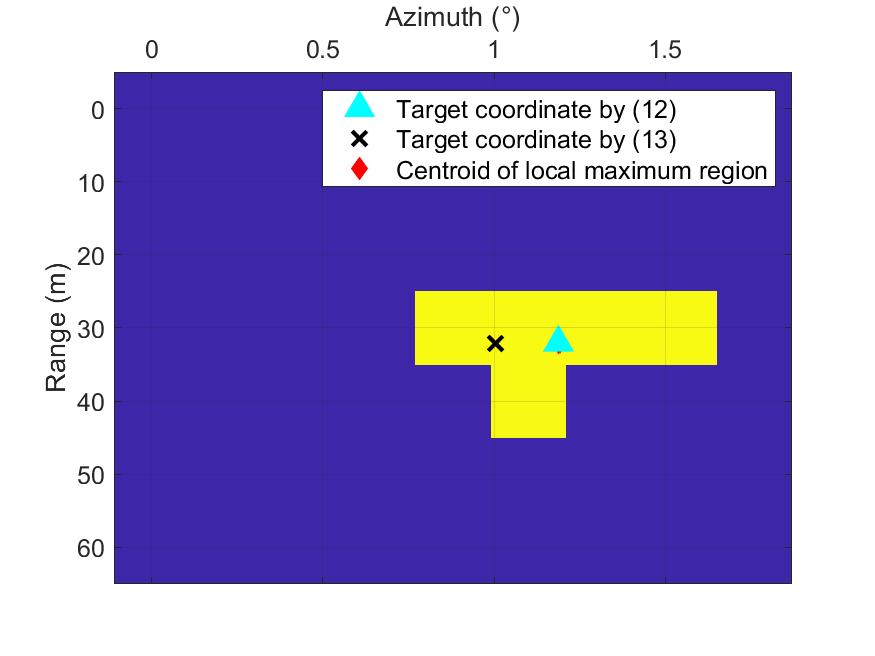 Azimuth (°)
0 0.5 1 1.5
Target coordinate by (12)
Target coordinate by (13)
Centroid of local maximum region
Range (m)
0
10
20
30
40
50
60